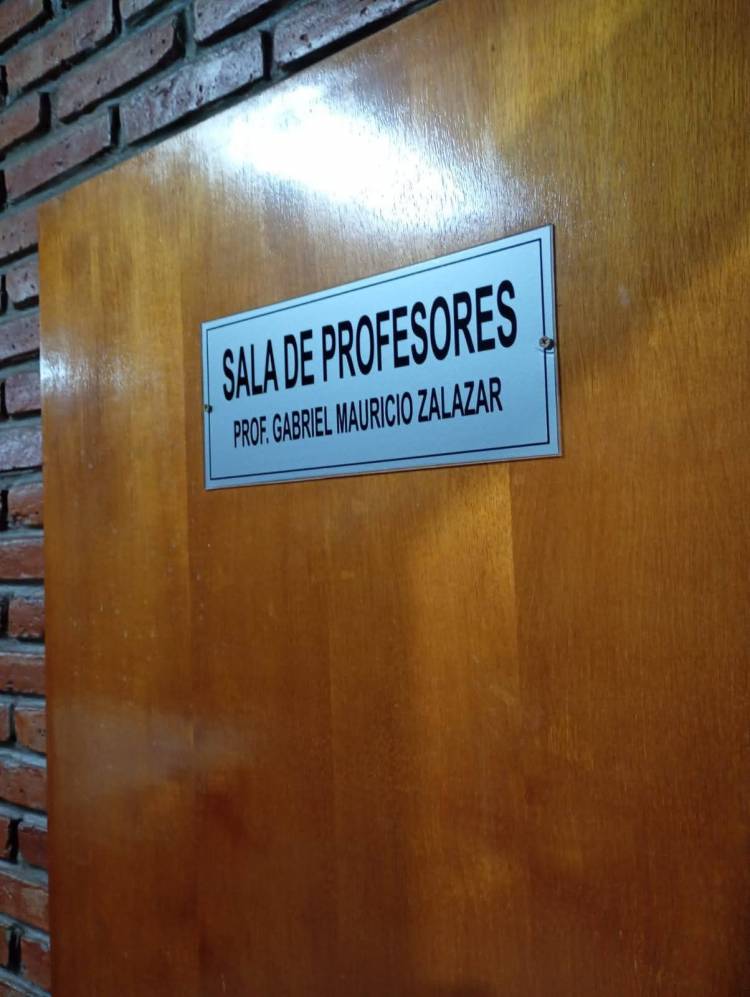 SALA DE PROFESORES
PROF. GABRIEL MAURICIO ZALAZAR